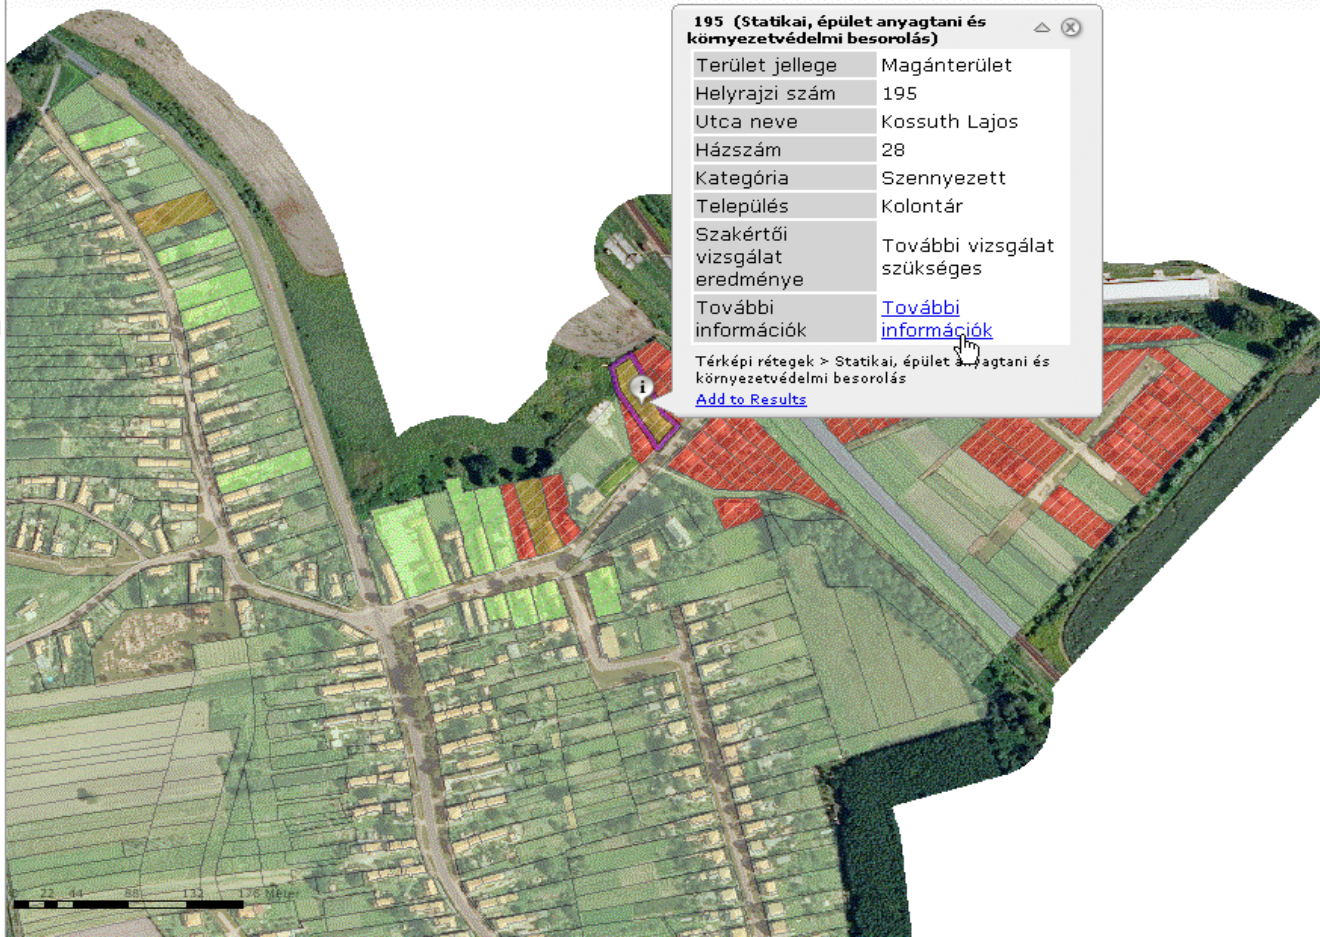 195 (Statikai, épület anyagtani és
környezetvédelmi besorolás)
Terület jellege Magánterület
Helyrajzi szám 195
Utca neve Kossuth Lajos
Házszám 28
Kategória Szennyezett
Település Kolontár
Szakértői
vizsgálat
eredménye
További vizsgálat
szükséges
További
információk
További
információk
Térképi rétegek > Statikai, épület anyagtani és
környezetvédelmi besorolás
Add to Results
i
0 22 44 88 132 176 Méter